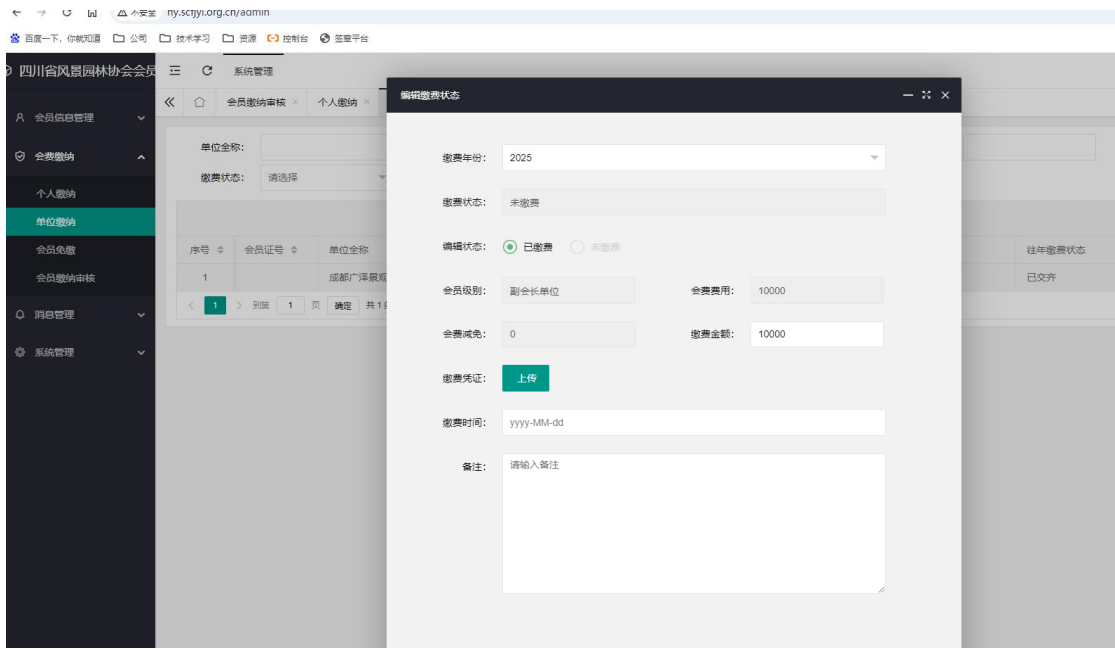 不安全 hy.scfjyl.org.cn/admin
百度一下,你就知道 公司 技术学习 资源 控制台 签章平台
四川省风景园林协会会员 系统管理
会员缴纳审核 × 个人缴纳 ×
会员信息管理
会费缴纳
个人缴纳
单位缴纳
会员免缴
会员缴纳审核
消息管理
系统管理
单位全称:
缴费状态: 请选择
序号 会员证号 单位全称 往年缴费状态
1 成都广泽景观 已交齐
1 到第 1 页 确定 共 1
编辑缴费状态
缴费年份: 2025
缴费状态: 未缴费
编辑状态: 已缴费 未缴费
会员级别: 副会长单位 会费费用: 10000
会费减免: 0 缴费金额: 10000
缴费凭证: 上传
缴费时间: yyyy-MM-dd
备注: 请输入备注